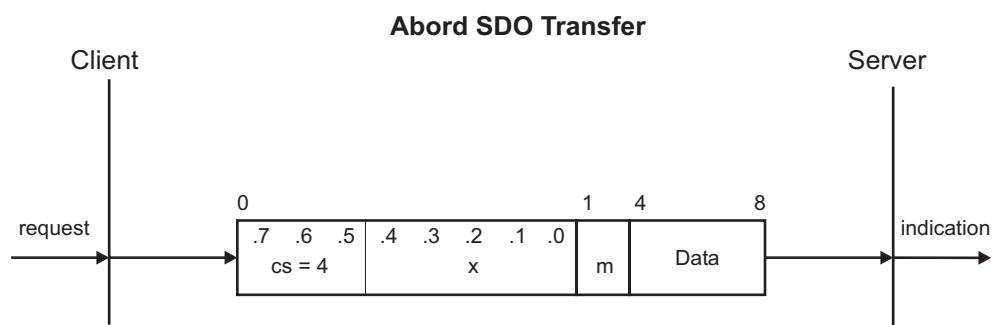 Abord SDO Transfer
Client
Server
0 1 4 8
request
indication
.7 .6 .5 .4 .3 .2 .1 .0
cs = 4 x m Data